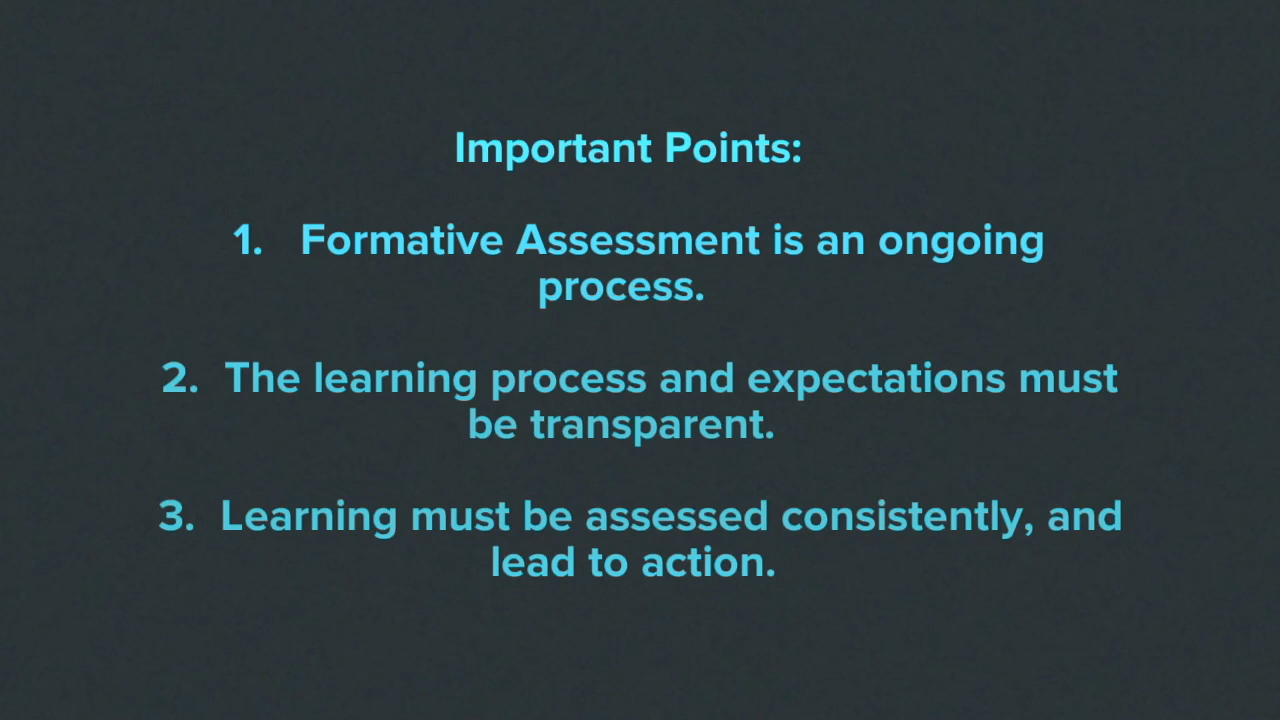 Important Points:
1. Formative Assessment is an ongoing
process.
2. The learning process and expectations must
be transparent.
3. Learning must be assessed consistently, and
lead to action.